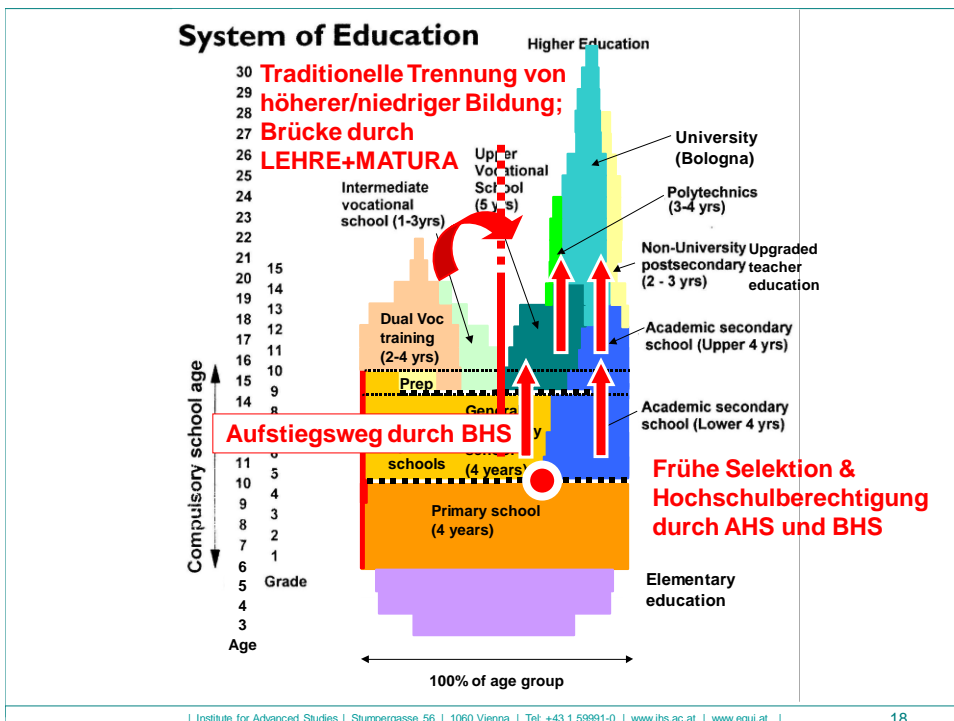 System of Education
Higher Education
Traditionelle Trennung von
höherer/niedriger Bildung;
Brücke durch
LEHRE+MATURA
Upper
Vocational
School
(5 yrs)
Intermediate
vocational
school (1-3yrs)
University
(Bologna)
Polytechnics
(3-4 yrs)
Non-University
postsecondary
(2 - 3 yrs)
Upgraded
teacher
education
Academic secondary
school (Upper 4 yrs)
Academic secondary
school (Lower 4 yrs)
Dual Voc
training
(2-4 yrs)
Prep
Aufstiegsweg durch BHS
schools
(4 years)
Primary school
(4 years)
Frühe Selektion &
Hochschulberechtigung
durch AHS und BHS
Elementary
education
Compulsory school age
30
29
28
27
26
25
24
23
22
21
20
19
18
17
16
15
14
11
10
9
8
7
6
5
4
3
Age
15
14
13
12
11
10
9
8
6
5
4
3
2
1
Grade
100% of age group
| Institute for Advanced Studies | Stumpergasse 56 | 1060 Vienna | Tel: +43 1 59991-0 | www.ihs.ac.at | www.equi.at |
18